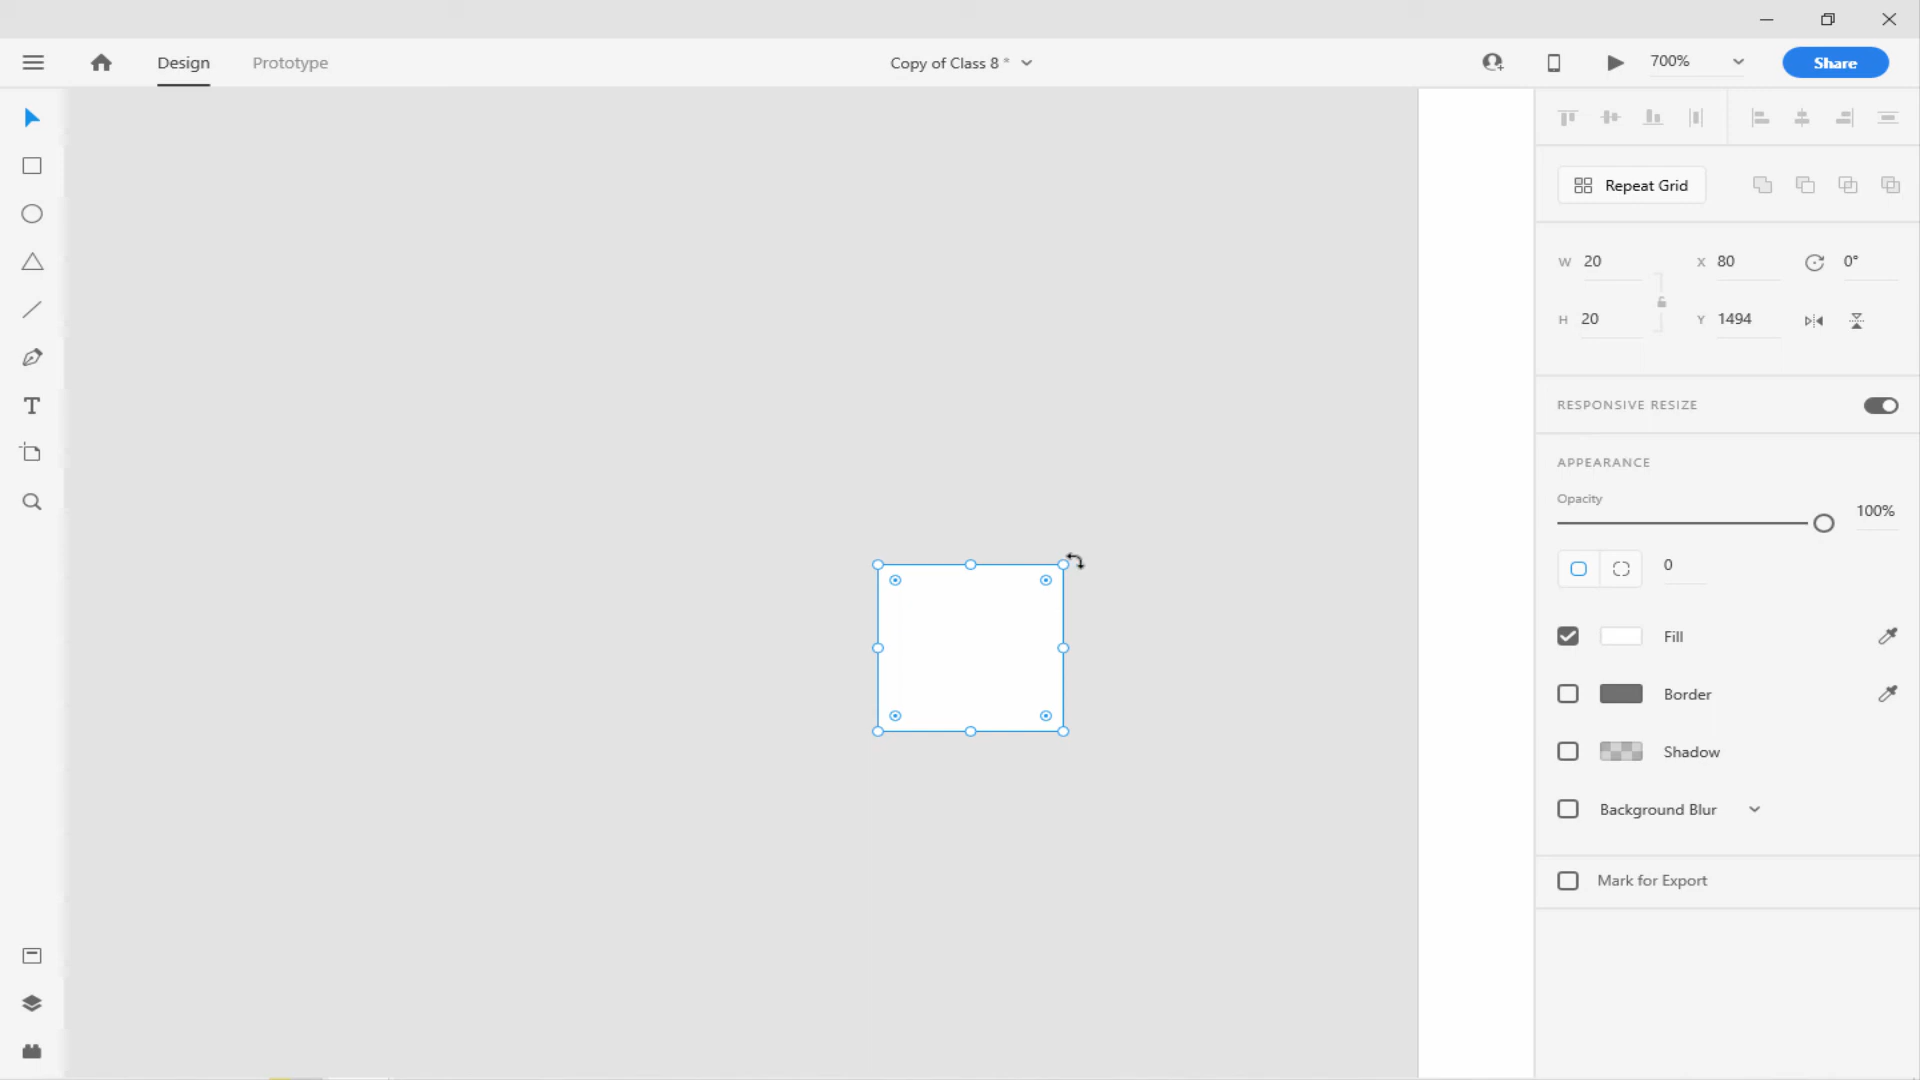 Design
Prototype
Copy of Class 8 *
700%
Share
Repeat Grid
W 20
X 80
0°
H 20
Y 1494
RESPONSIVE RESIZE
APPEARANCE
Opacity
100%
0
Fill
Border
Shadow
Background Blur
Mark for Export